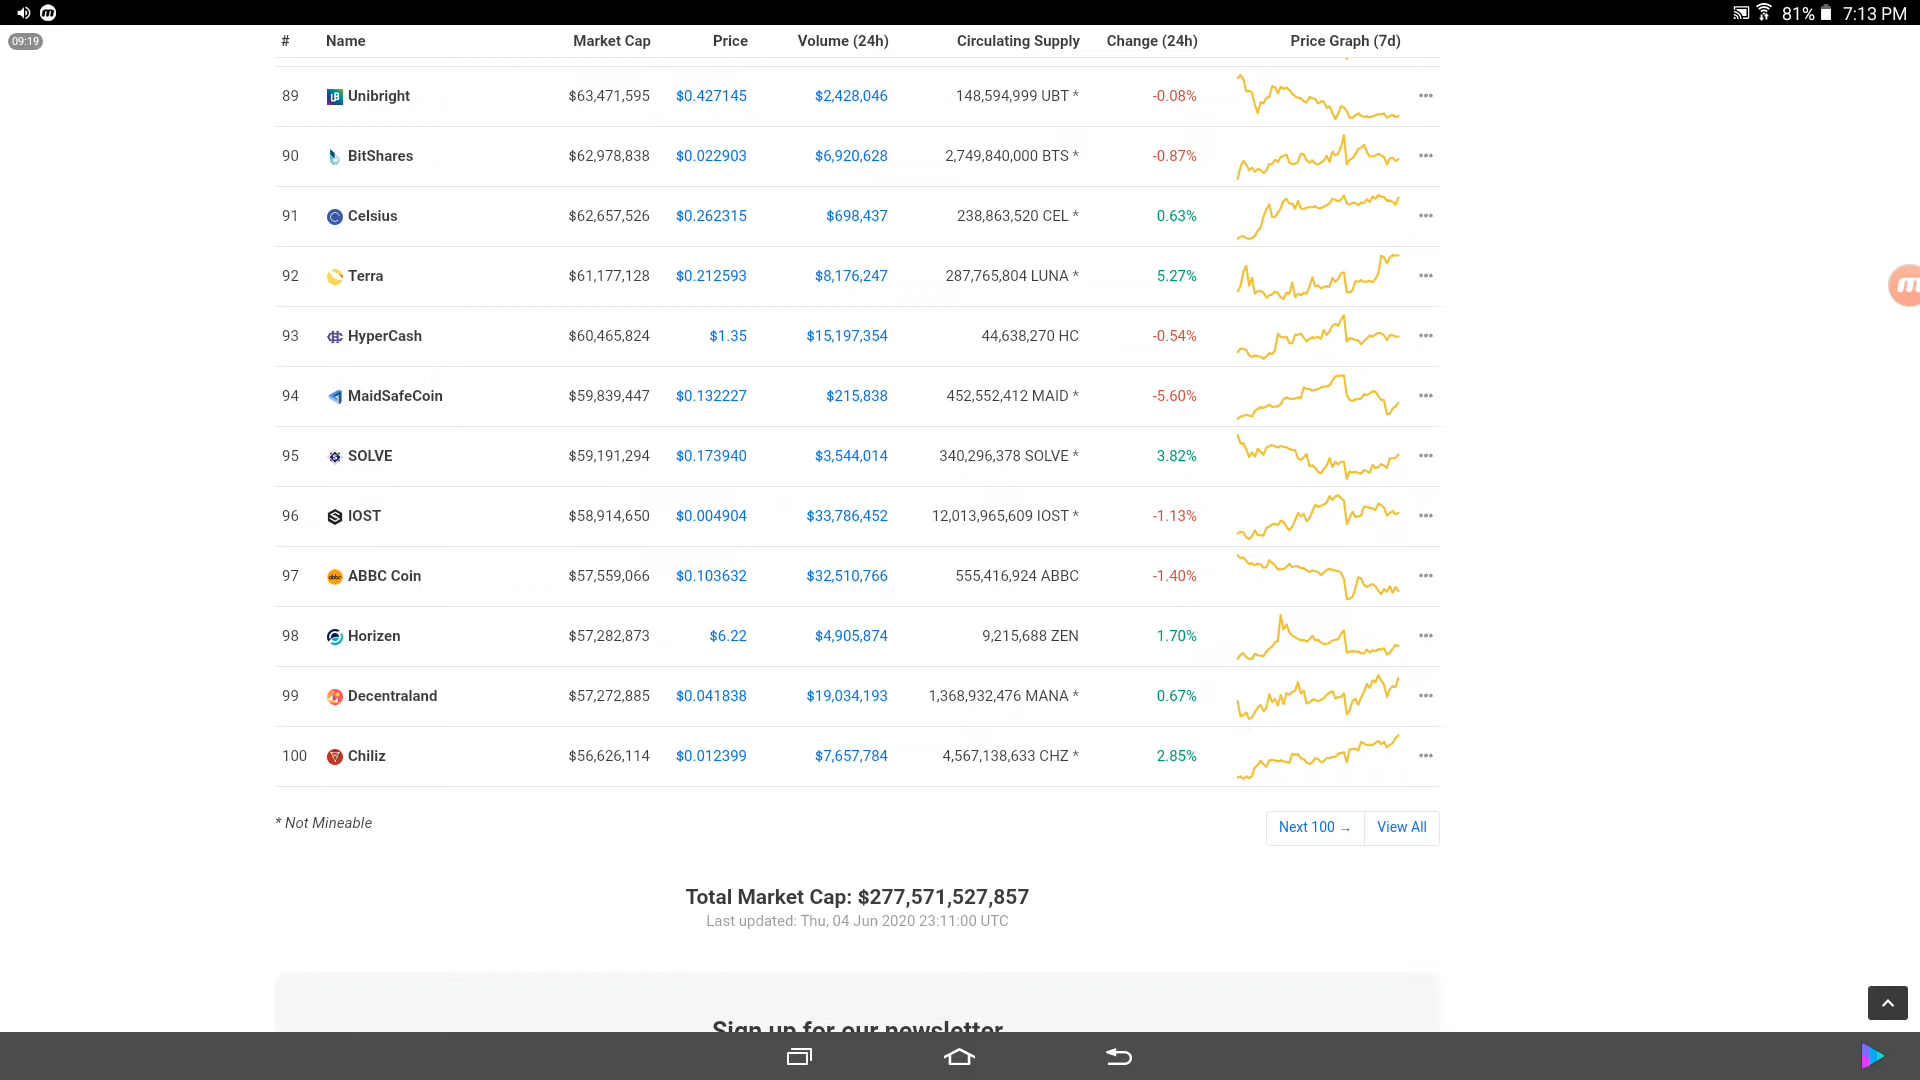 81% 7:13 PM
09:19
# Name Market Cap Price Volume (24h) Circulating Supply Change (24h) Price Graph (7d)
89 Unibright $63,471,595 $0.427145 $2,428,046 148,594,999 UBT * -0.08%
90 BitShares $62,978,838 $0.022903 $6,920,628 2,749,840,000 BTS * -0.87%
91 Celsius $62,657,526 $0.262315 $698,437 238,863,520 CEL * 0.63%
92 Terra $61,177,128 $0.212593 $8,176,247 287,765,804 LUNA * 5.27%
93 HyperCash $60,465,824 $1.35 $15,197,354 44,638,270 HC -0.54%
94 MaidSafeCoin $59,839,447 $0.132227 $215,838 452,552,412 MAID * -5.60%
95 SOLVE $59,191,294 $0.173940 $3,544,014 340,296,378 SOLVE * 3.82%
96 IOST $58,914,650 $0.004904 $33,786,452 12,013,965,609 IOST * -1.13%
97 ABBC Coin $57,559,066 $0.103632 $32,510,766 555,416,924 ABBC -1.40%
98 Horizen $57,282,873 $6.22 $4,905,874 9,215,688 ZEN 1.70%
99 Decentraland $57,272,885 $0.041838 $19,034,193 1,368,932,476 MANA * 0.67%
100 Chiliz $56,626,114 $0.012399 $7,657,784 4,567,138,633 CHZ * 2.85%
* Not Mineable
Next 100 → View All
Total Market Cap: $277,571,527,857
Last updated: Thu, 04 Jun 2020 23:11:00 UTC
Sign up for our newsletter